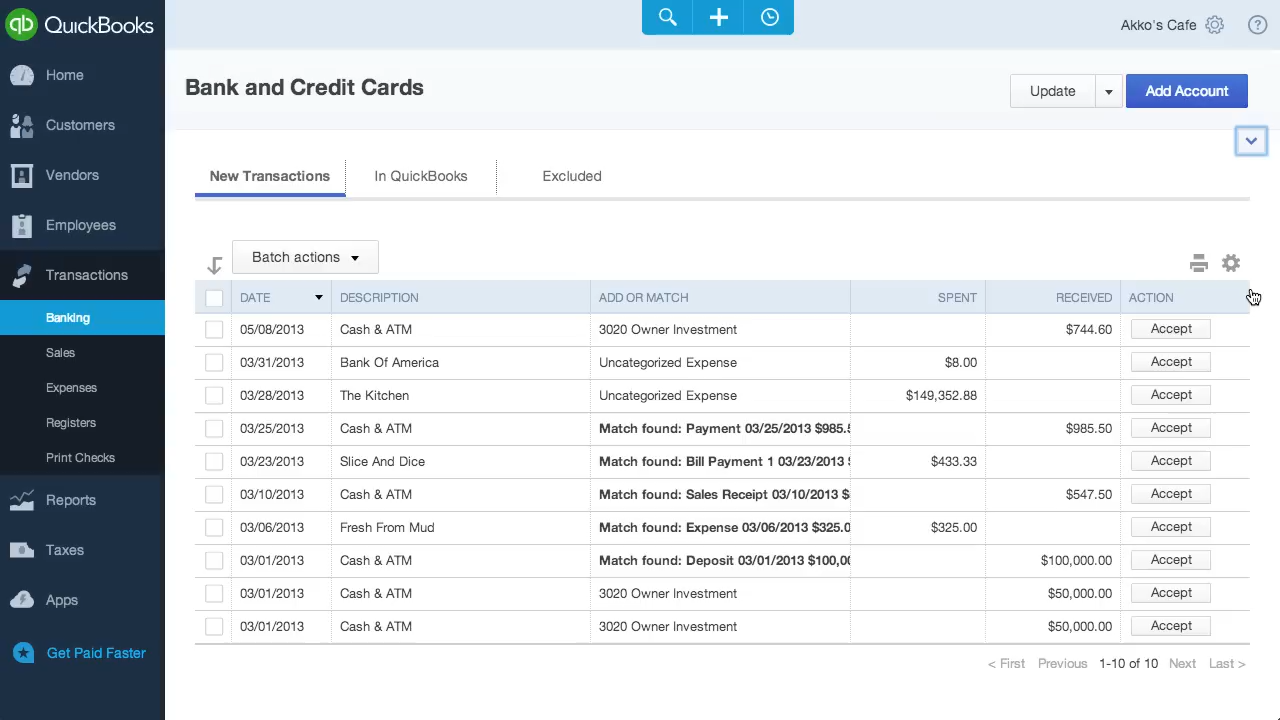 qb QuickBooks
Akko's Cafe
?
Home
Customers
Vendors
Employees
Transactions
Banking
Sales
Expenses
Registers
Print Checks
Reports
Taxes
Apps
Get Paid Faster
Bank and Credit Cards
Update
Add Account
New Transactions In QuickBooks Excluded
Batch actions
DATE DESCRIPTION ADD OR MATCH SPENT RECEIVED ACTION
05/08/2013 Cash & ATM 3020 Owner Investment $744.60 Accept
03/31/2013 Bank Of America Uncategorized Expense $8.00 Accept
03/28/2013 The Kitchen Uncategorized Expense $149,352.88 Accept
03/25/2013 Cash & ATM Match found: Payment 03/25/2013 $985.5 $985.50 Accept
03/23/2013 Slice And Dice Match found: Bill Payment 1 03/23/2013 $433.33 Accept
03/10/2013 Cash & ATM Match found: Sales Receipt 03/10/2013 $547.50 Accept
03/06/2013 Fresh From Mud Match found: Expense 03/06/2013 $325.0 $325.00 Accept
03/01/2013 Cash & ATM Match found: Deposit 03/01/2013 $100,00 $100,000.00 Accept
03/01/2013 Cash & ATM 3020 Owner Investment $50,000.00 Accept
03/01/2013 Cash & ATM 3020 Owner Investment $50,000.00 Accept
< First Previous 1-10 of 10 Next Last >